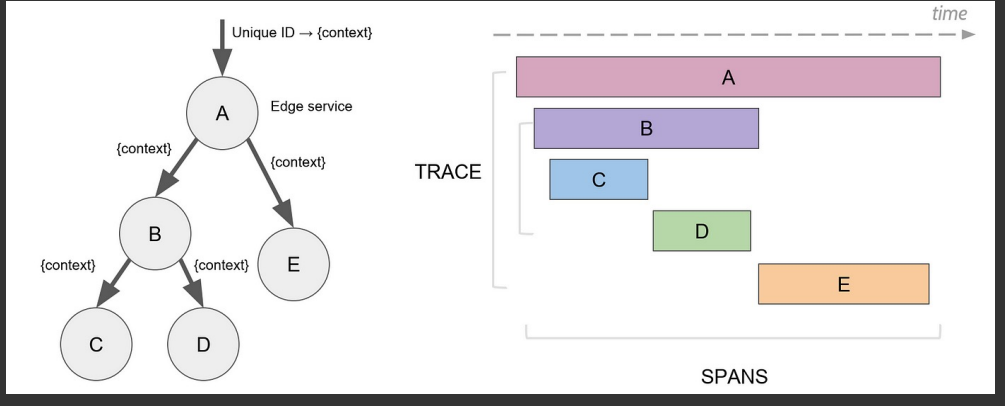 Unique ID → {context}
A
Edge service
{context}
{context}
B
E
{context}
{context}
C
D
time
A
B
TRACE
C
D
E
SPANS